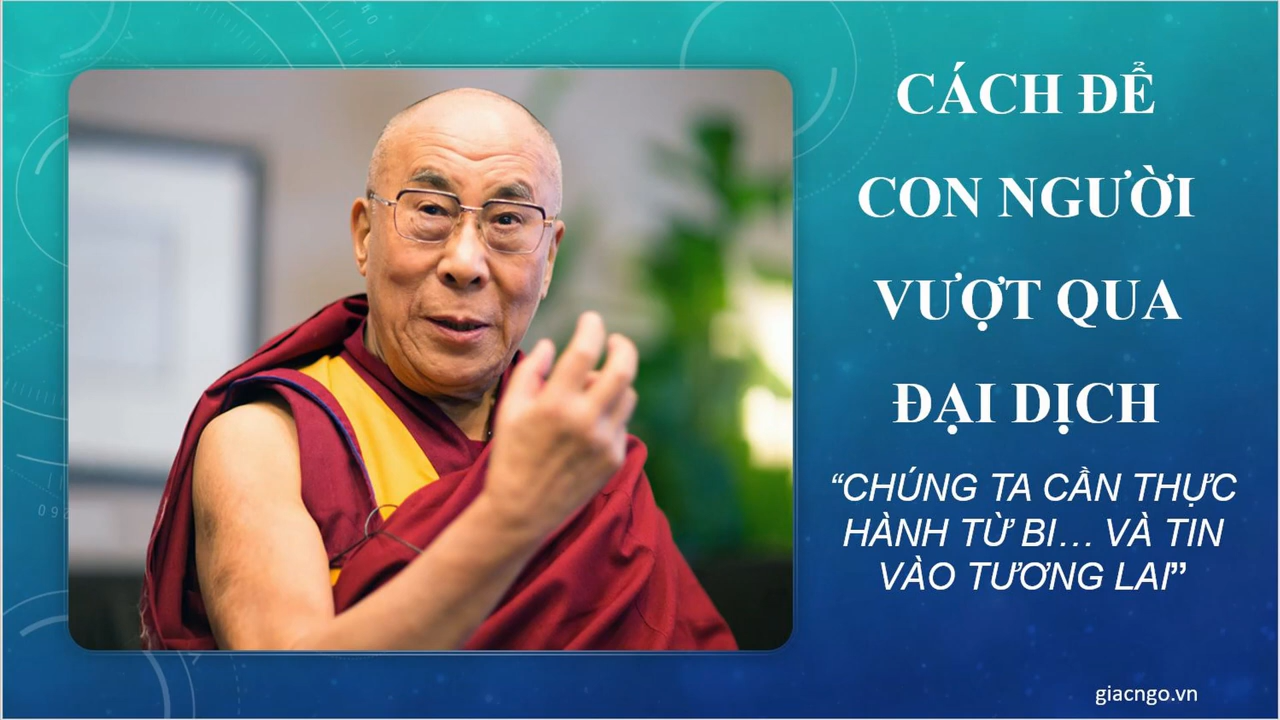 CÁCH ĐỂ
CON NGƯỜI
VƯỢT QUA
ĐẠI DỊCH
“CHÚNG TA CẦN THỰC
HÀNH TỪ BI... VÀ TIN
VÀO TƯƠNG LAI”
giacngo.vn